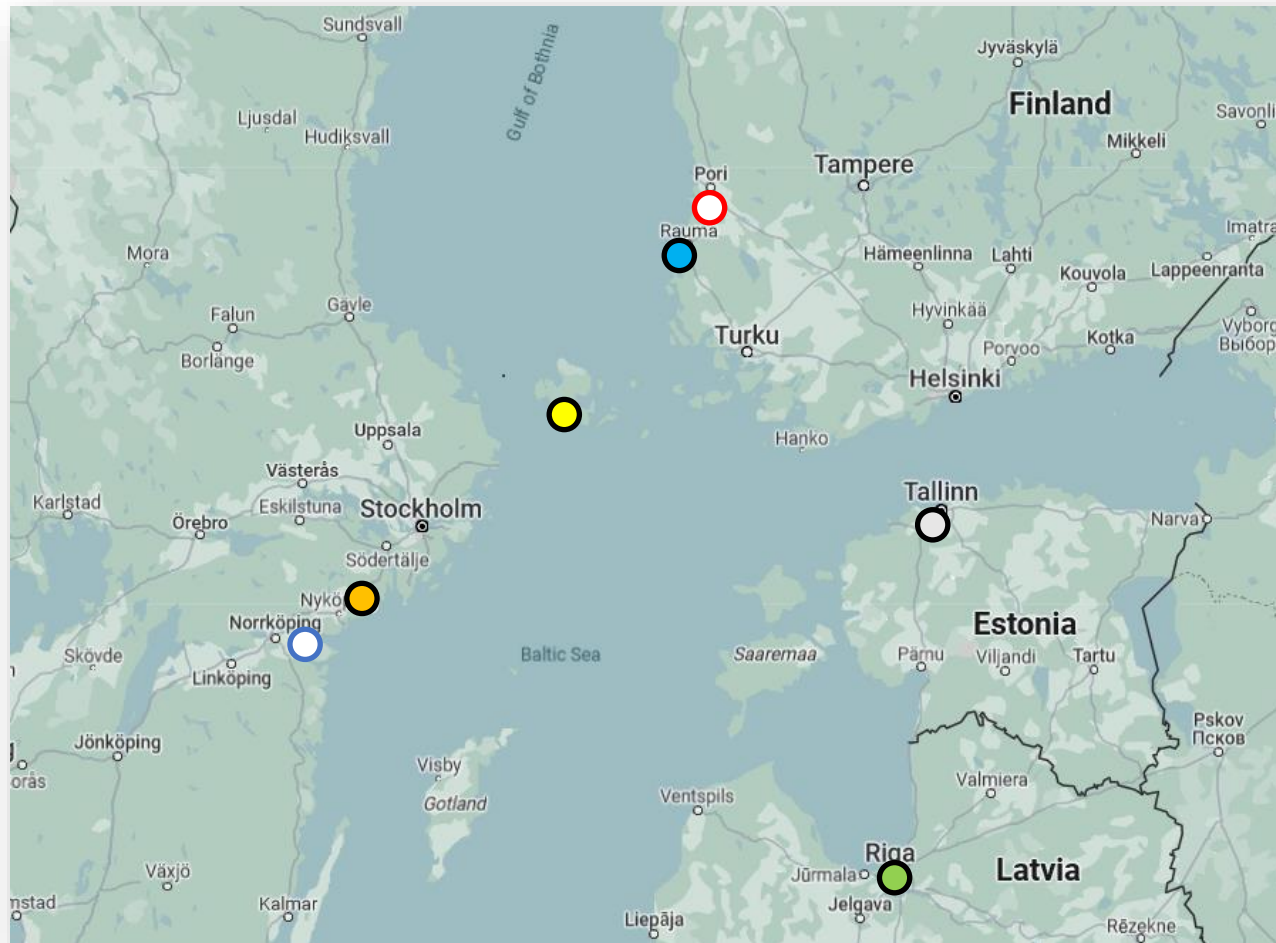 Sundsvall
Jyväskylä
Gulf of Bothnia
Finland
Savonli
Ljusdal
Hudiksvall
Mikkeli
Tampere
Pori
Rauma
Imatra
Mora
Hämeenlinna
Lahti
Kouvola
Lappeenranta
Gävle
Falun
Hyvinkää
Vyborg
Выбор
Turku
Kotka
Porvoo
Borlänge
Helsinki
Uppsala
Hanko
Västerås
Tallinn
Karlstad
Eskilstuna
Stockholm
Örebro
Narva
Södertälje
Nykö
Norrköping
Estonia
Skövde
Baltic Sea
Saaremaa
Pärnu
Viljandi
Tartu
Linköping
Pskov
Псков
Jönköping
Visby
orås
Valmiera
Ventspils
Gotland
Riga
Växjö
Jūrmala
Latvia
mstad
Kalmar
Jelgava
Liepāja
Rēzekne